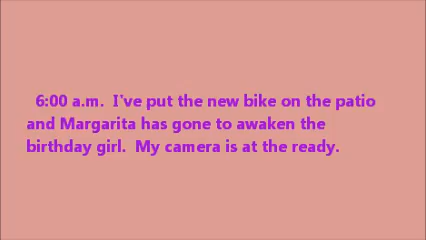 6:00 a.m.  I've put the new bike on the patio
and Margarita has gone to awaken the
birthday girl.  My camera is at the ready.